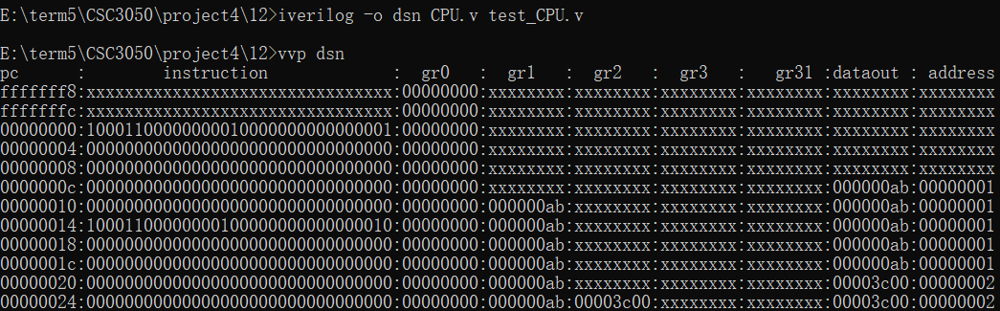 E:\term5\CSC3050\project4\12>iverilog -o dsn CPU.v test_CPU.v
E:\term5\CSC3050\project4\12>vvp dsn
pc : instruction : gr0 : gr1 : gr2 : gr3 : gr31 :dataout : address
fffffff8:xxxxxxxxxxxxxxxxxxxxxxxxxxxxxxxx:00000000:xxxxxxxx:xxxxxxxx:xxxxxxxx:xxxxxxxx:xxxxxxxx:xxxxxxxx
fffffffc:xxxxxxxxxxxxxxxxxxxxxxxxxxxxxxxx:00000000:xxxxxxxx:xxxxxxxx:xxxxxxxx:xxxxxxxx:xxxxxxxx:xxxxxxxx
00000000:10001100000000010000000000000001:00000000:xxxxxxxx:xxxxxxxx:xxxxxxxx:xxxxxxxx:xxxxxxxx:xxxxxxxx
00000004:00000000000000000000000000000000:00000000:xxxxxxxx:xxxxxxxx:xxxxxxxx:xxxxxxxx:xxxxxxxx:xxxxxxxx
00000008:00000000000000000000000000000000:00000000:xxxxxxxx:xxxxxxxx:xxxxxxxx:xxxxxxxx:xxxxxxxx:xxxxxxxx
0000000c:00000000000000000000000000000000:00000000:xxxxxxxx:xxxxxxxx:xxxxxxxx:xxxxxxxx:000000ab:00000001
00000010:00000000000000000000000000000000:00000000:000000ab:xxxxxxxx:xxxxxxxx:xxxxxxxx:000000ab:00000001
00000014:10001100000000100000000000000010:00000000:000000ab:xxxxxxxx:xxxxxxxx:xxxxxxxx:000000ab:00000001
00000018:00000000000000000000000000000000:00000000:000000ab:xxxxxxxx:xxxxxxxx:xxxxxxxx:000000ab:00000001
0000001c:00000000000000000000000000000000:00000000:000000ab:xxxxxxxx:xxxxxxxx:xxxxxxxx:000000ab:00000001
00000020:00000000000000000000000000000000:00000000:000000ab:xxxxxxxx:xxxxxxxx:xxxxxxxx:00003c00:00000002
00000024:00000000000000000000000000000000:00000000:000000ab:00003c00:xxxxxxxx:xxxxxxxx:00003c00:00000002